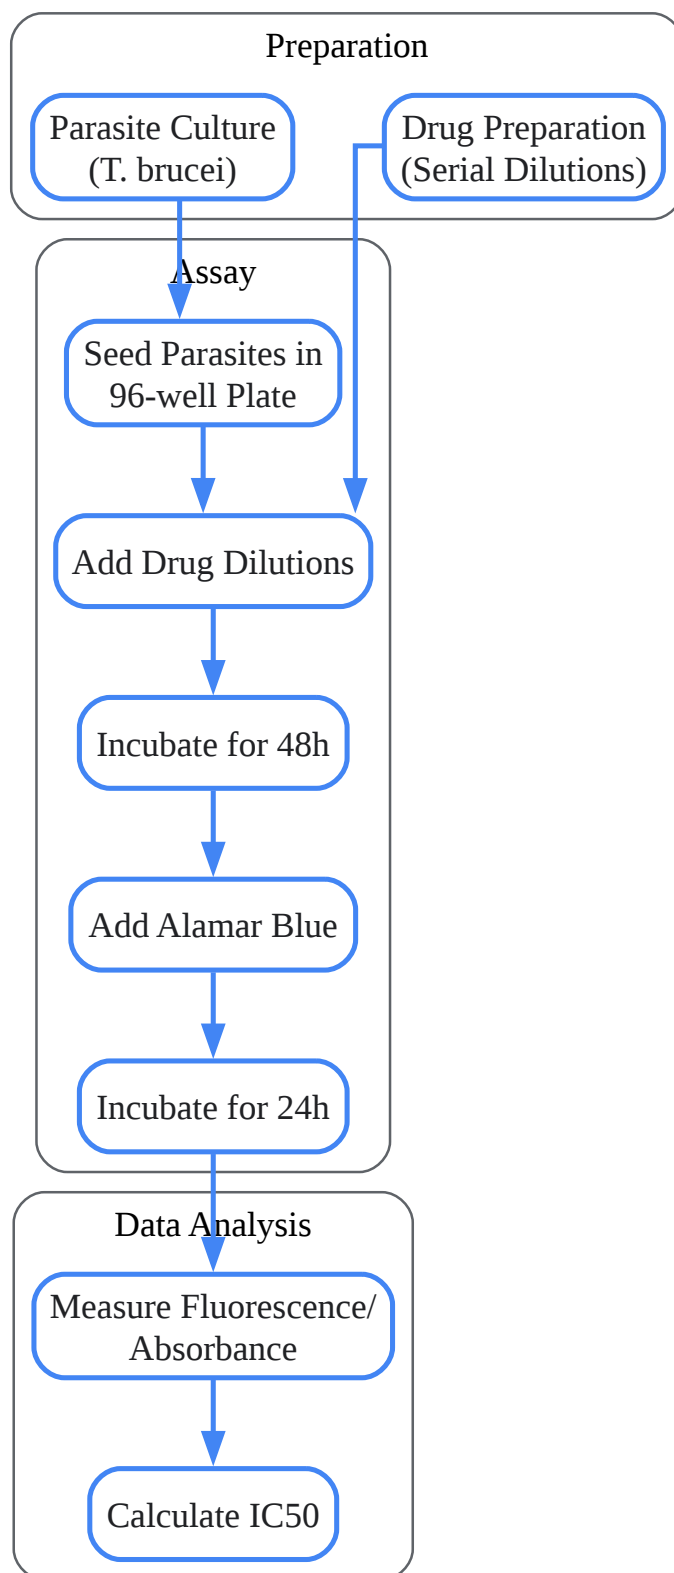 Preparation
Parasite Culture
(T. brucei)
Drug Preparation
(Serial Dilutions)
Assay
Seed Parasites in
96-well Plate
Add Drug Dilutions
Incubate for 48h
Add Alamar Blue
Incubate for 24h
Data Analysis
Measure Fluorescence/
Absorbance
Calculate IC50